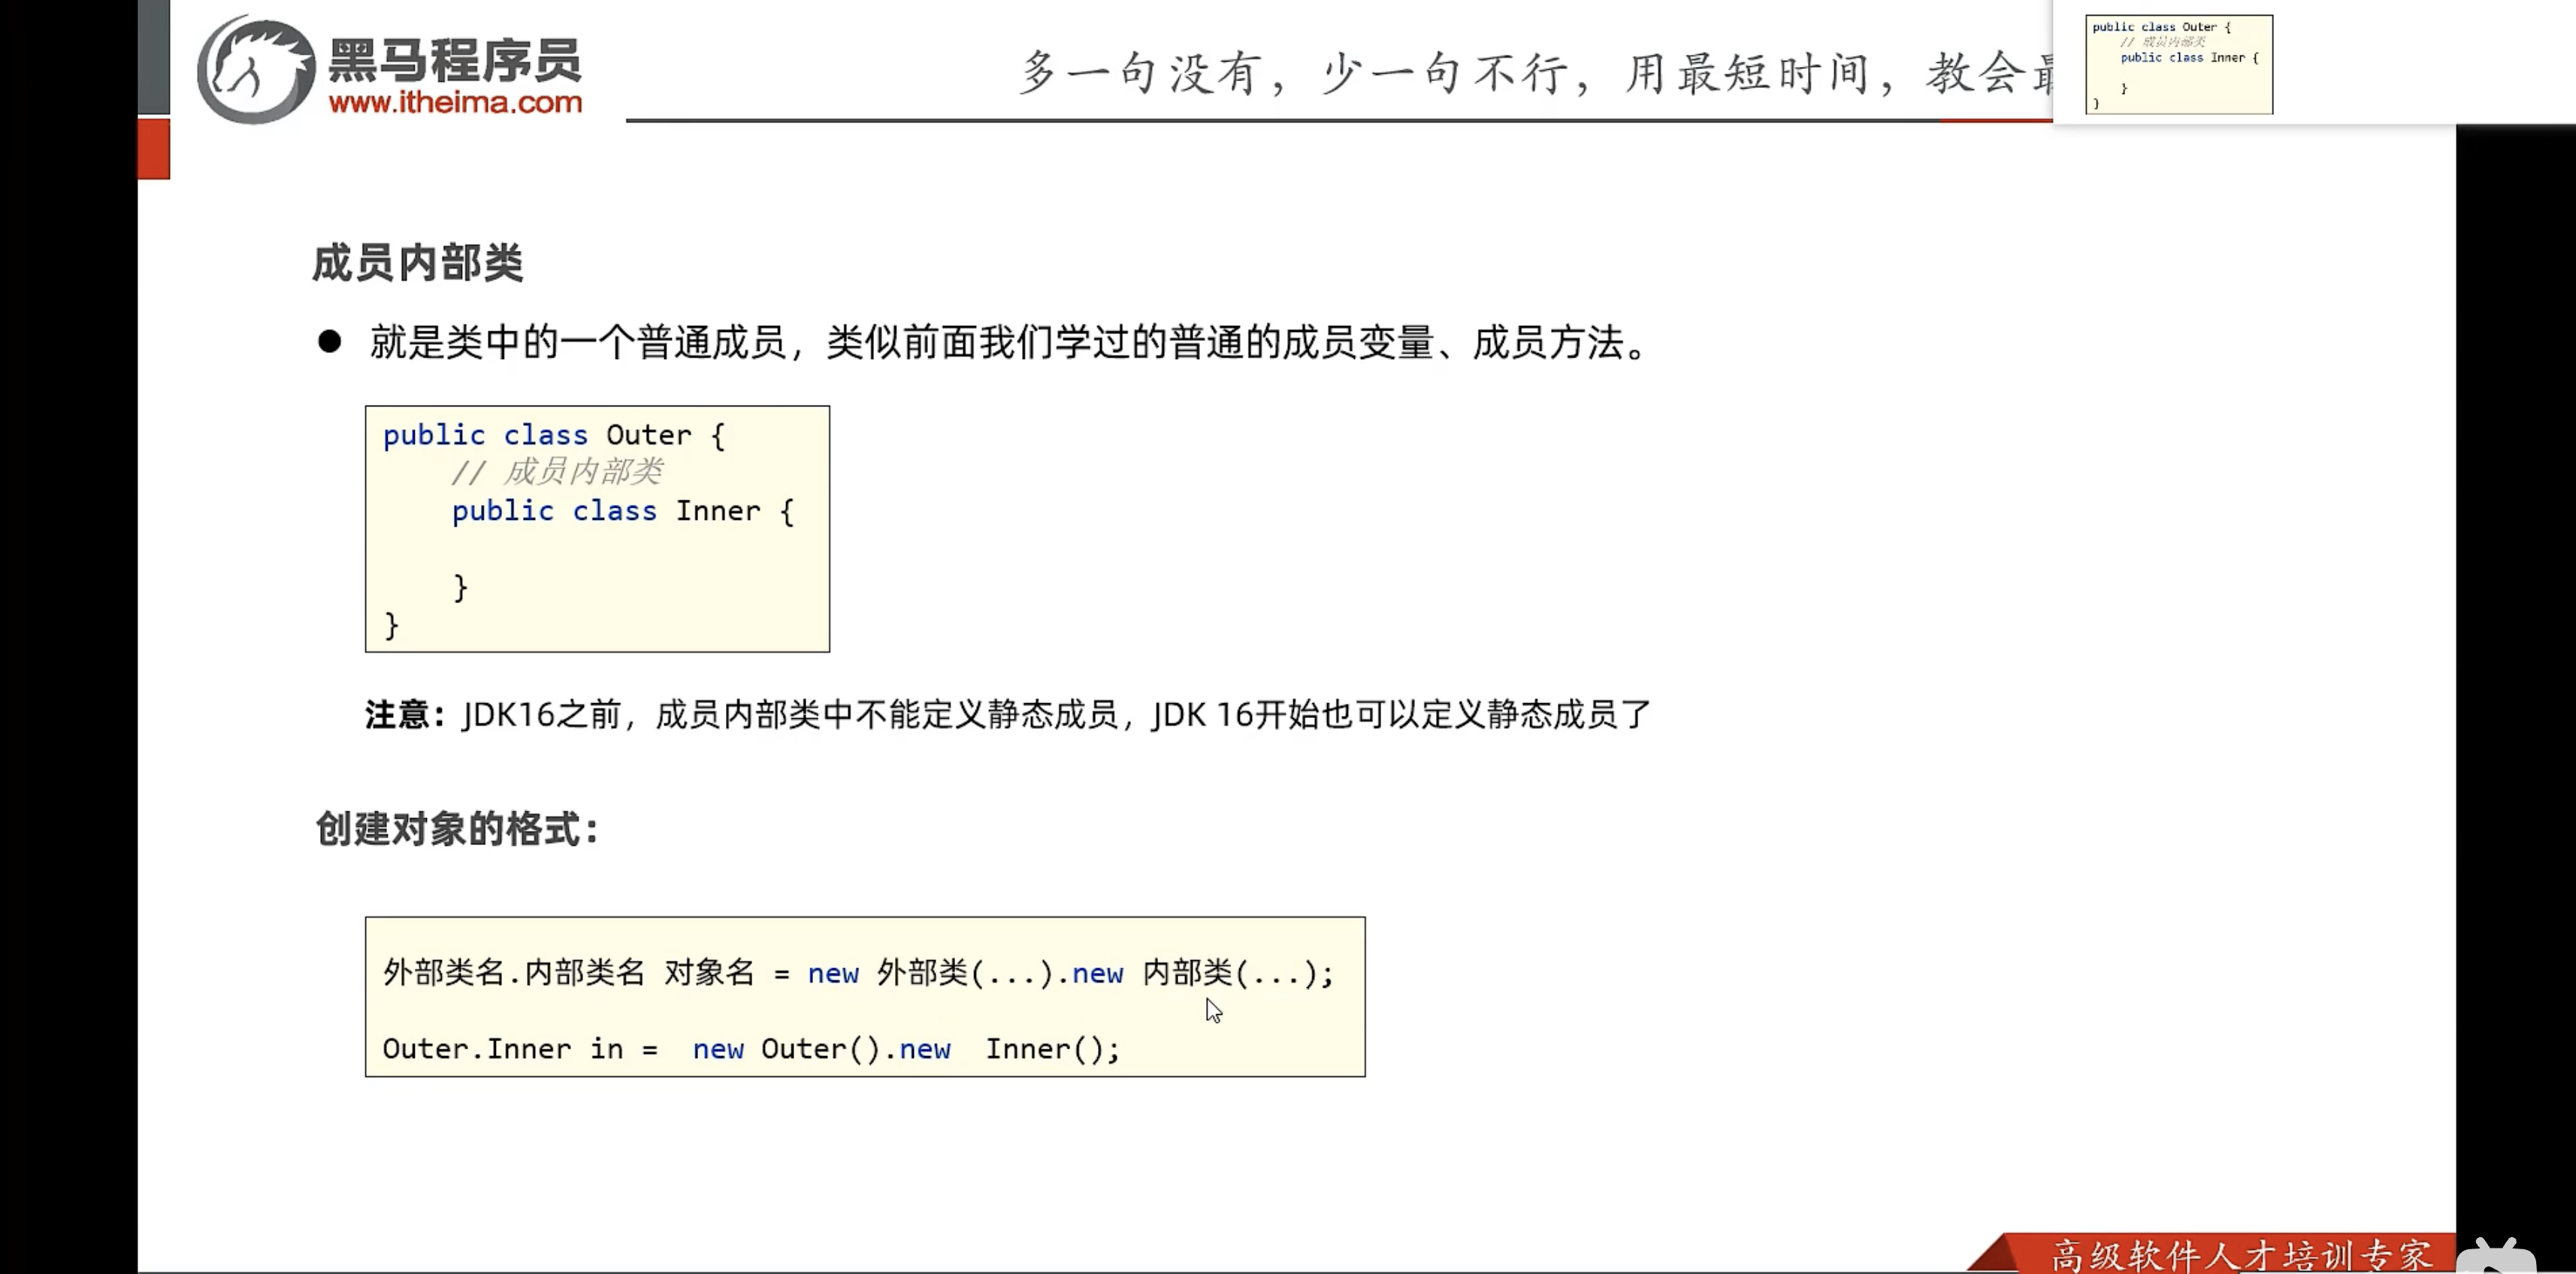 黑马程序员
www.itheima.com
多一句没有，少一句不行，用最短时间，教会
public class Outer {
// 成员内部类
public class Inner {
}
}
成员内部类
● 就是类中的一个普通成员，类似前面我们学过的普通的成员变量、成员方法。
public class Outer {
// 成员内部类
public class Inner {
}
}
注意：JDK16之前，成员内部类中不能定义静态成员，JDK 16开始也可以定义静态成员了
创建对象的格式：
外部类名.内部类名 对象名 = new 外部类(...).new 内部类(...);
Outer.Inner in = new Outer().new Inner();
高级软件人才培训专家